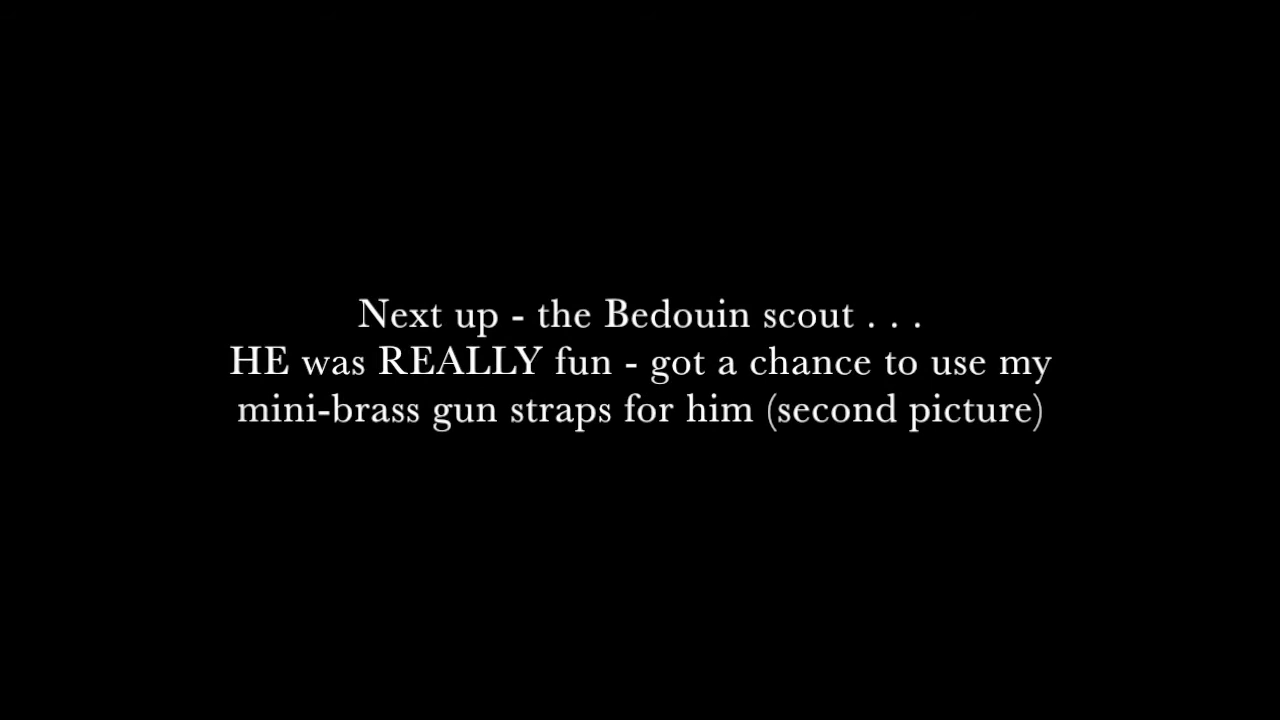 Next up - the Bedouin scout . . .
HE was REALLY fun - got a chance to use my
mini-brass gun straps for him (second picture)